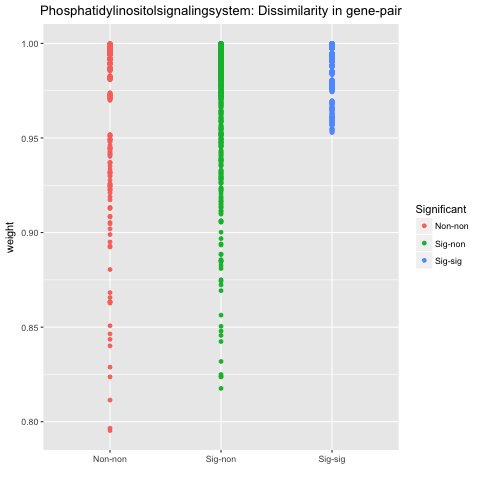 Phosphatidylinositolsignalingsystem: Dissimilarity in gene-pair
1.00
0.95
0.90
0.85
0.80
weight
Non-non
Sig-non
Sig-sig
Significant
Non-non
Sig-non
Sig-sig